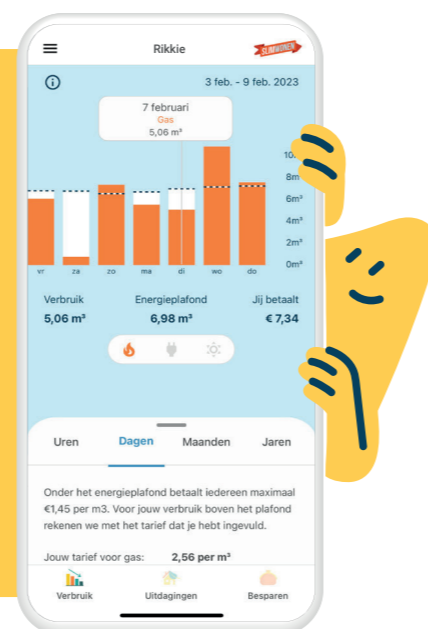 Rikkie
SLIMWONEN
3 feb. - 9 feb. 2023
7 februari
Gas
5,06 m³
8m³
6m³
4m³
2m³
0m³
vr za zo ma di wo do
Verbruik Energieplafond Jij betaalt
5,06 m³ 6,98 m³ € 7,34
Uren Dagen Maanden Jaren
Onder het energieplafond betaalt iedereen maximaal
€1,45 per m3. Voor jouw verbruik boven het plafond
rekenen we met het tarief dat je hebt ingevuld.
Jouw tarief voor gas: 2,56 per m³
Verbruik Uitdagingen Besparen